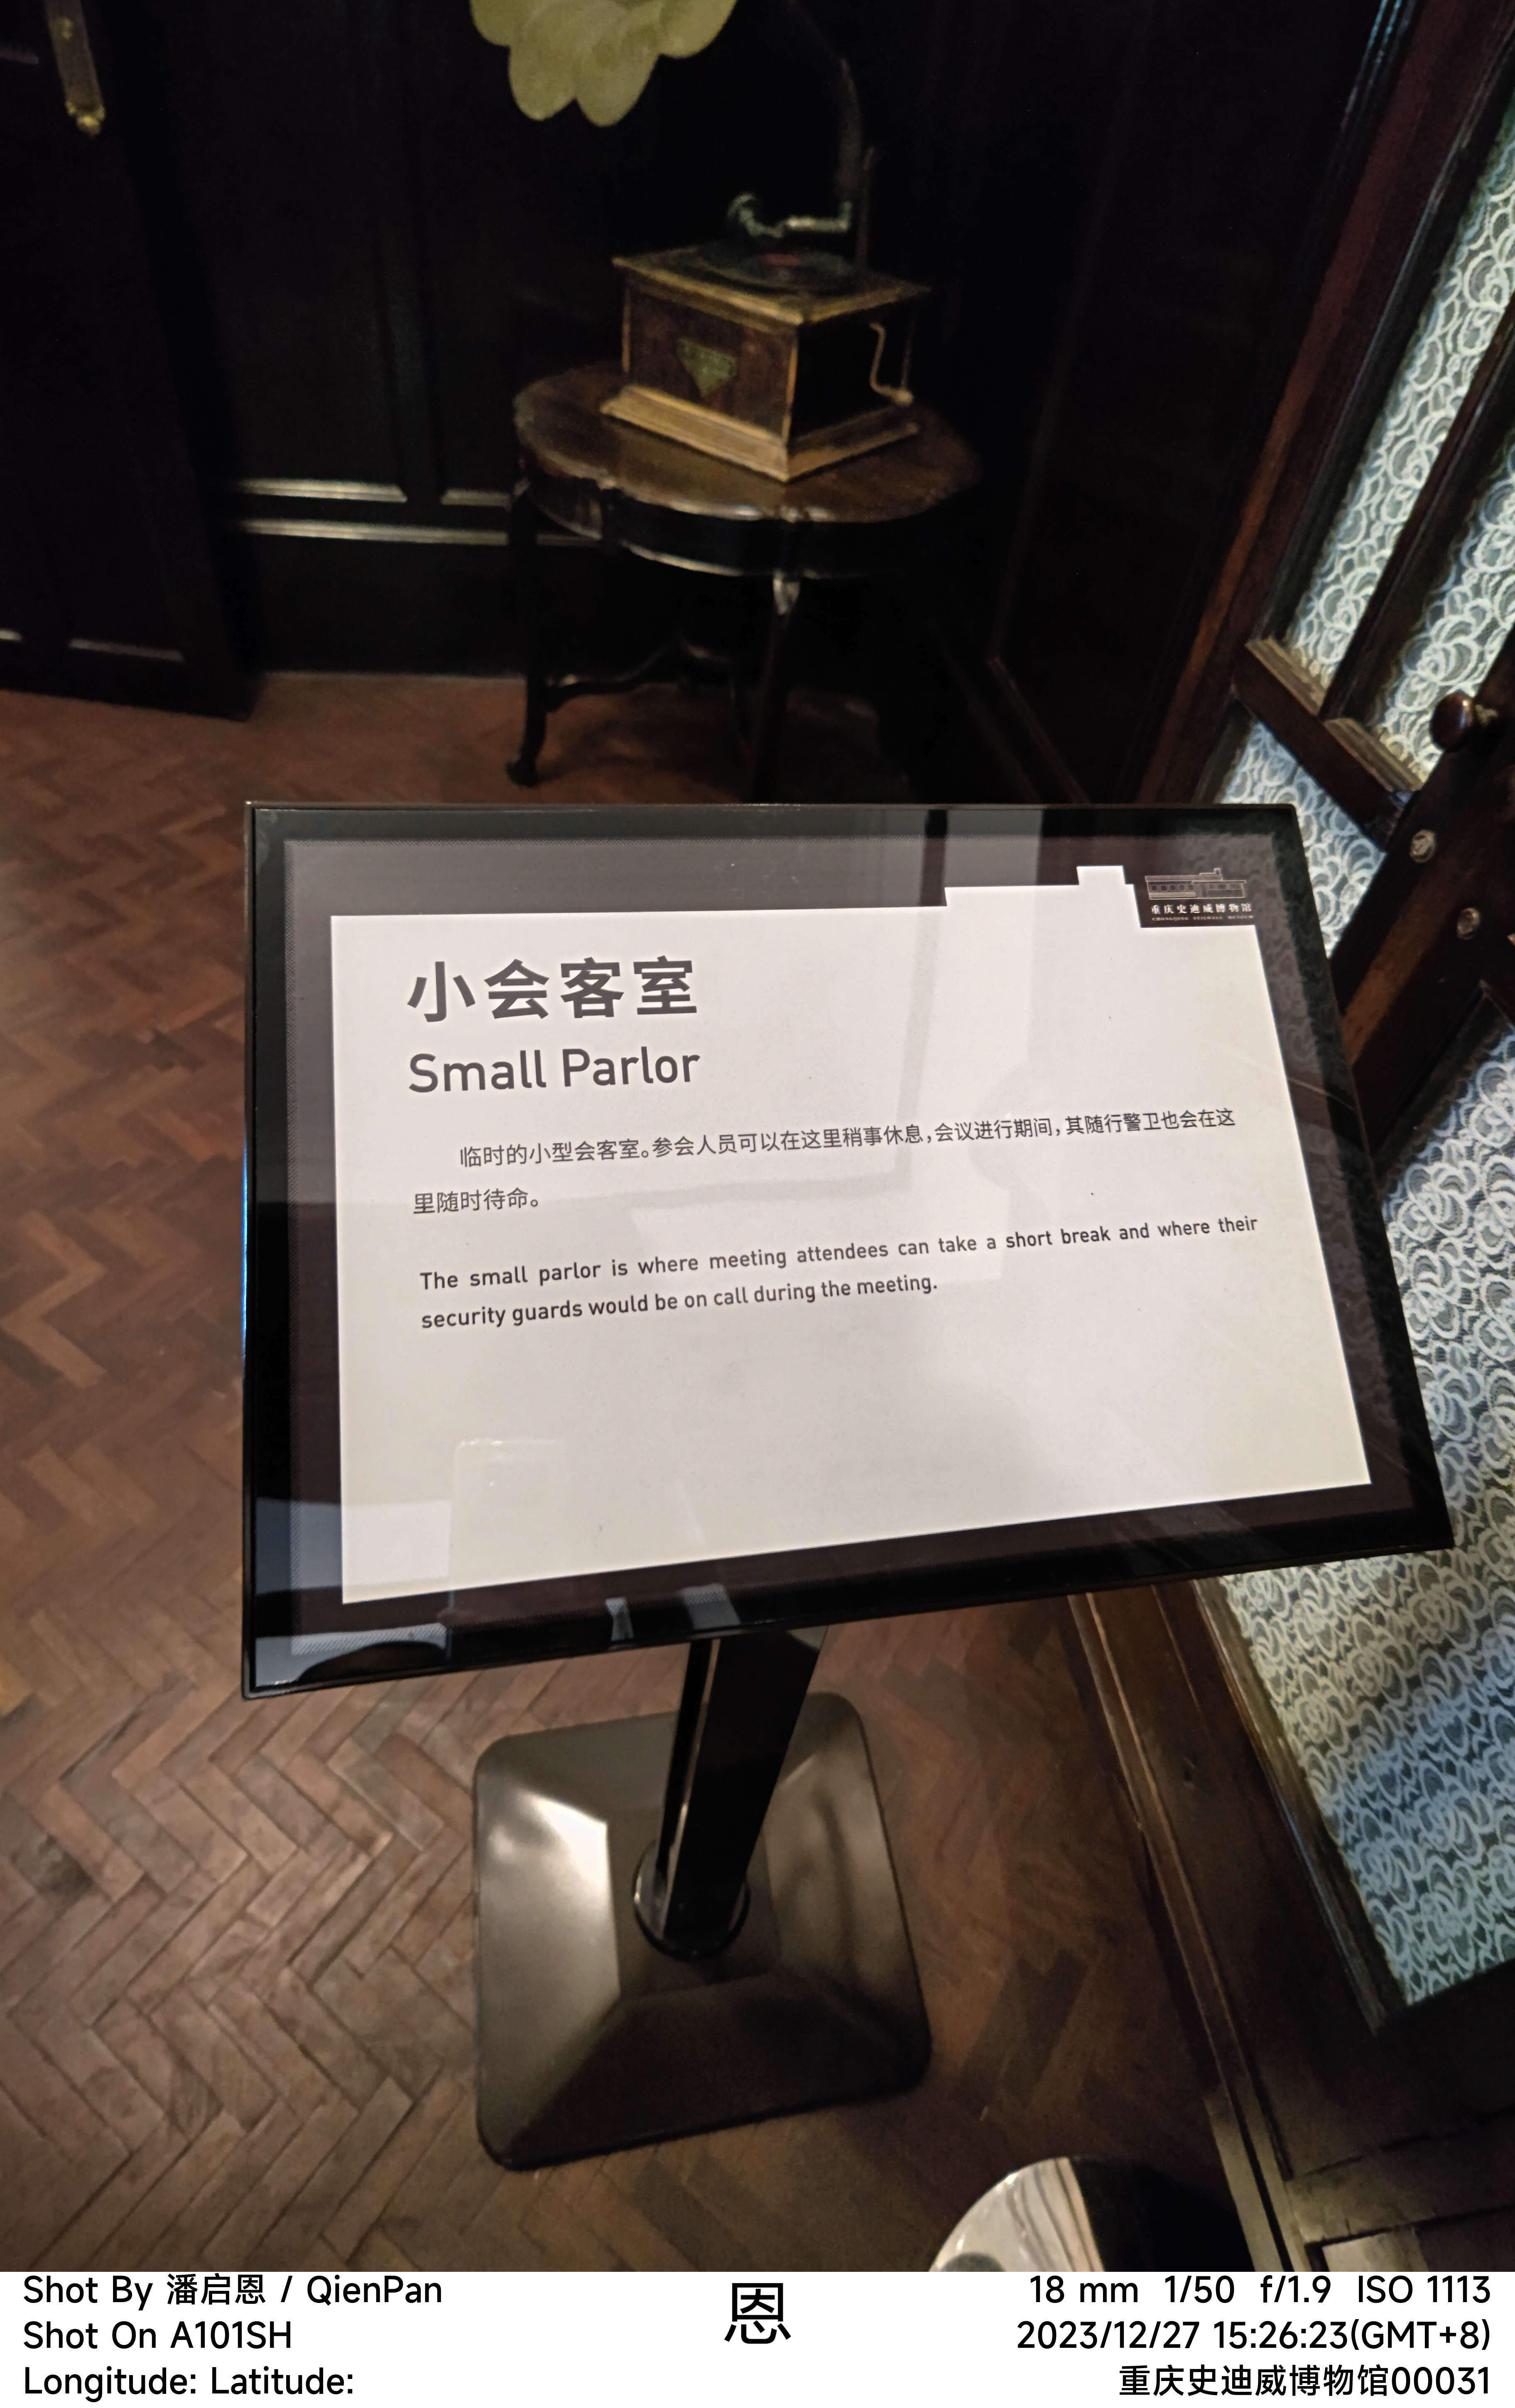 重庆史迪威博物馆
小会客室
Small Parlor
临时的小型会客室。参会人员可以在这里稍事休息,会议进行期间,其随行警卫也会在这
里随时待命。
The small parlor is where meeting attendees can take a short break and where their
security guards would be on call during the meeting.
Shot By 潘启恩 / QienPan
Shot On A101SH
Longitude: Latitude:
恩
18 mm 1/50 f/1.9 ISO 1113
2023/12/27 15:26:23(GMT+8)
重庆史迪威博物馆00031